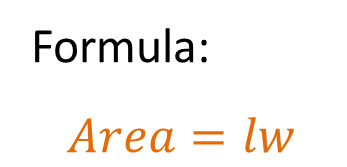 Formula:
Area = lw